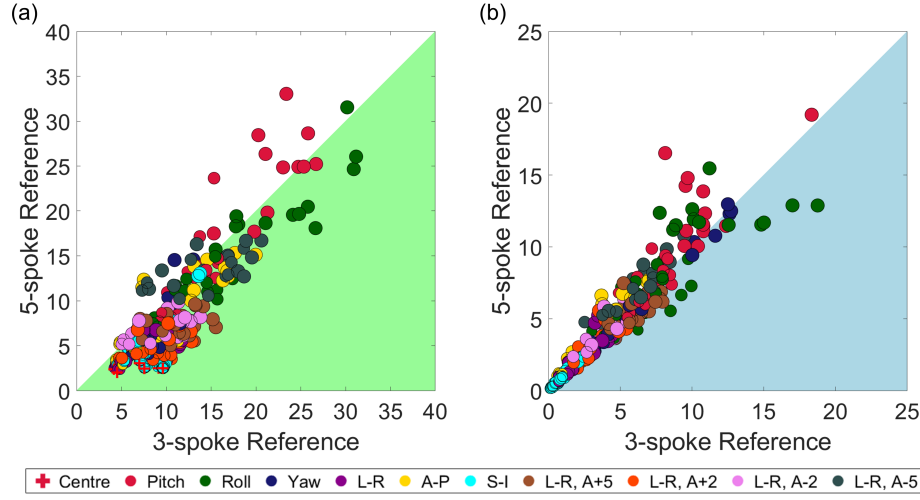 (a)
(b)
40
35
30
25
20
15
10
5
0
5-spoke Reference
0 5 10 15 20 25 30 35 40
3-spoke Reference
25
20
15
10
5
0
5-spoke Reference
0 5 10 15 20 25
3-spoke Reference
Centre Pitch Roll Yaw L-R A-P S-I L-R, A+5 L-R, A+2 L-R, A-2 L-R, A-5